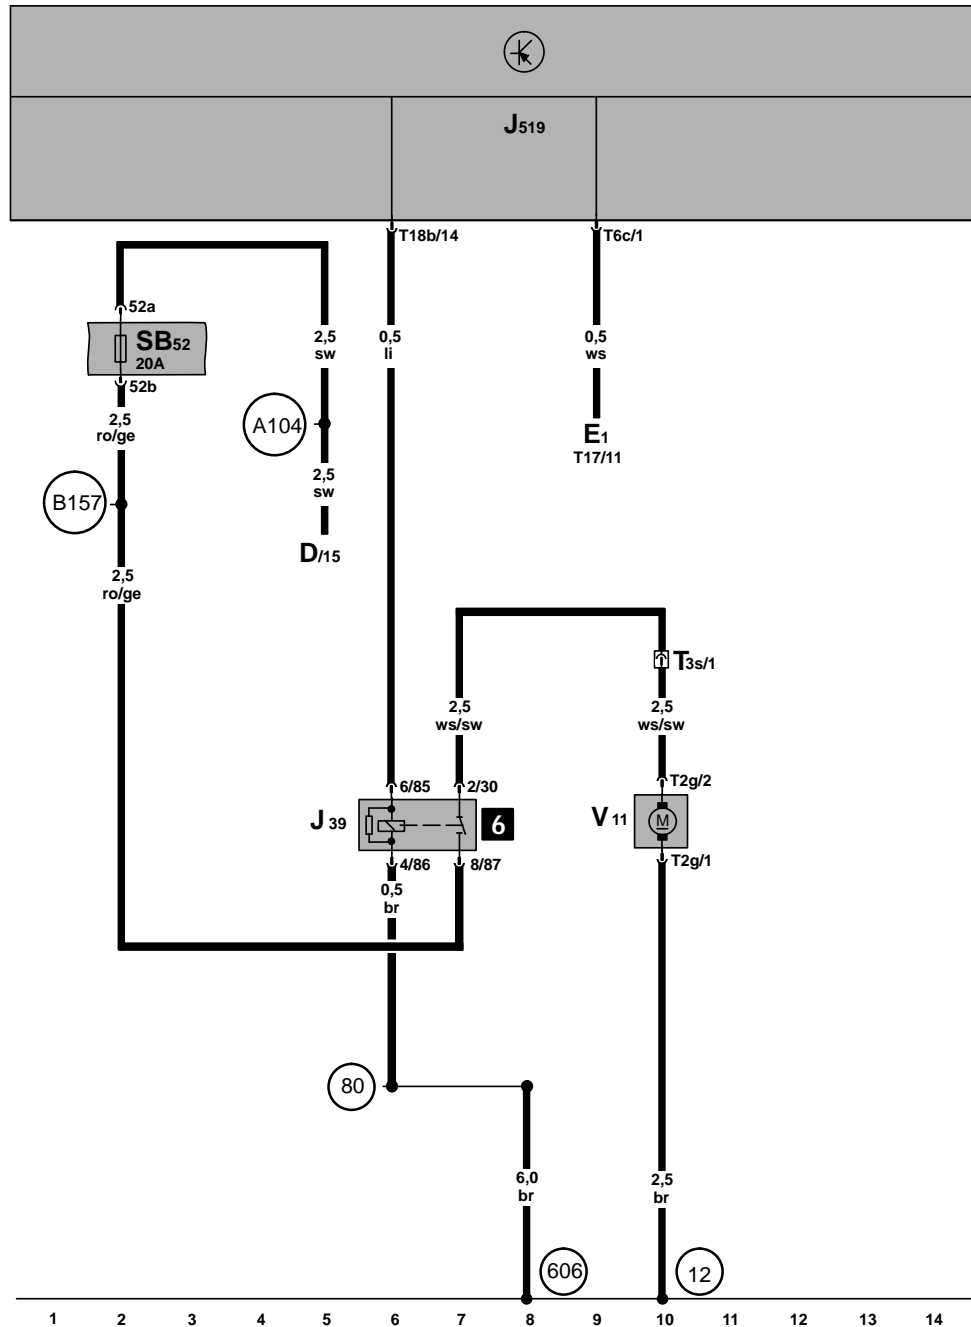 J519
T18b/14
T6c/1
52a
SB52
20A
52b
2,5
sw
0,5
li
0,5
ws
2,5
ro/ge
A104
E1
T17/11
B157
2,5
sw
D/15
2,5
ro/ge
T3s/1
2,5
ws/sw
2,5
ws/sw
6/85
2/30
T2g/2
J 39
6
V 11
M
4/86
8/87
T2g/1
0,5
br
80
6,0
br
2,5
br
606
12
1 2 3 4 5 6 7 8 9 10 11 12 13 14